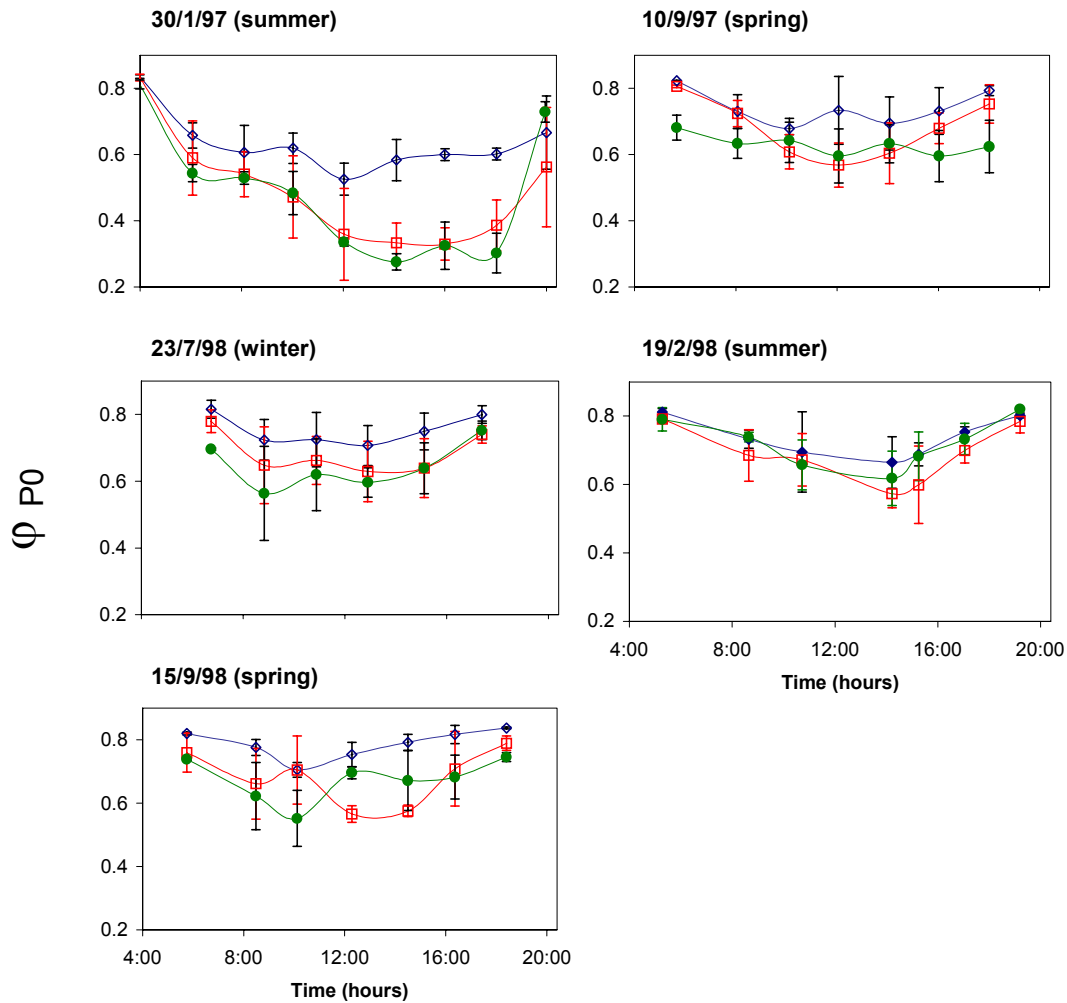 30/1/97 (summer)
10/9/97 (spring)
0.8
0.6
0.4
0.2
0.8
0.6
0.4
0.2
23/7/98 (winter)
19/2/98 (summer)
0.8
0.6
0.4
0.2
0.8
0.6
0.4
0.2
4:00 8:00 12:00 16:00 20:00
Time (hours)
φ P0
15/9/98 (spring)
0.8
0.6
0.4
0.2
4:00 8:00 12:00 16:00 20:00
Time (hours)